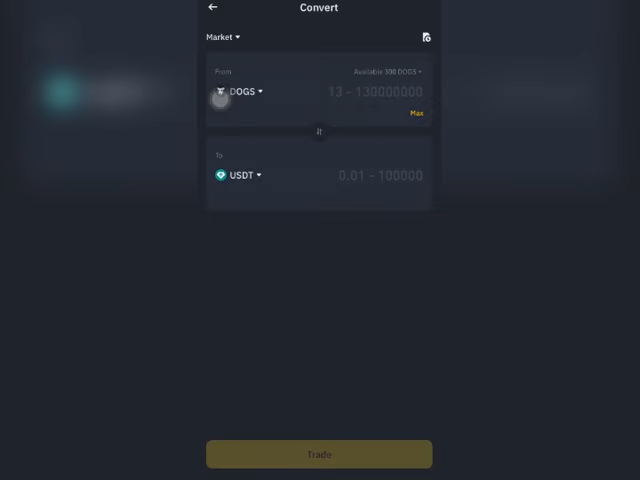 Convert
Market
From
Available 300 DOGS
DOGS
13 - 130000000
Max
To
USDT
0.01 - 100000
Trade